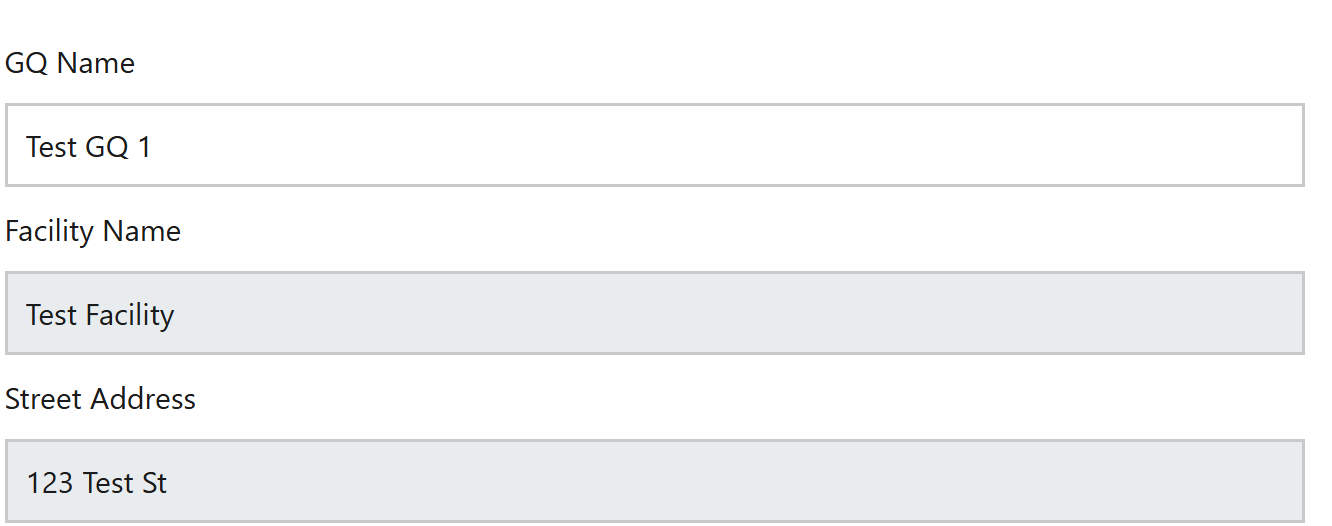 GQ Name
Test GQ 1
Facility Name
Test Facility
Street Address
123 Test St